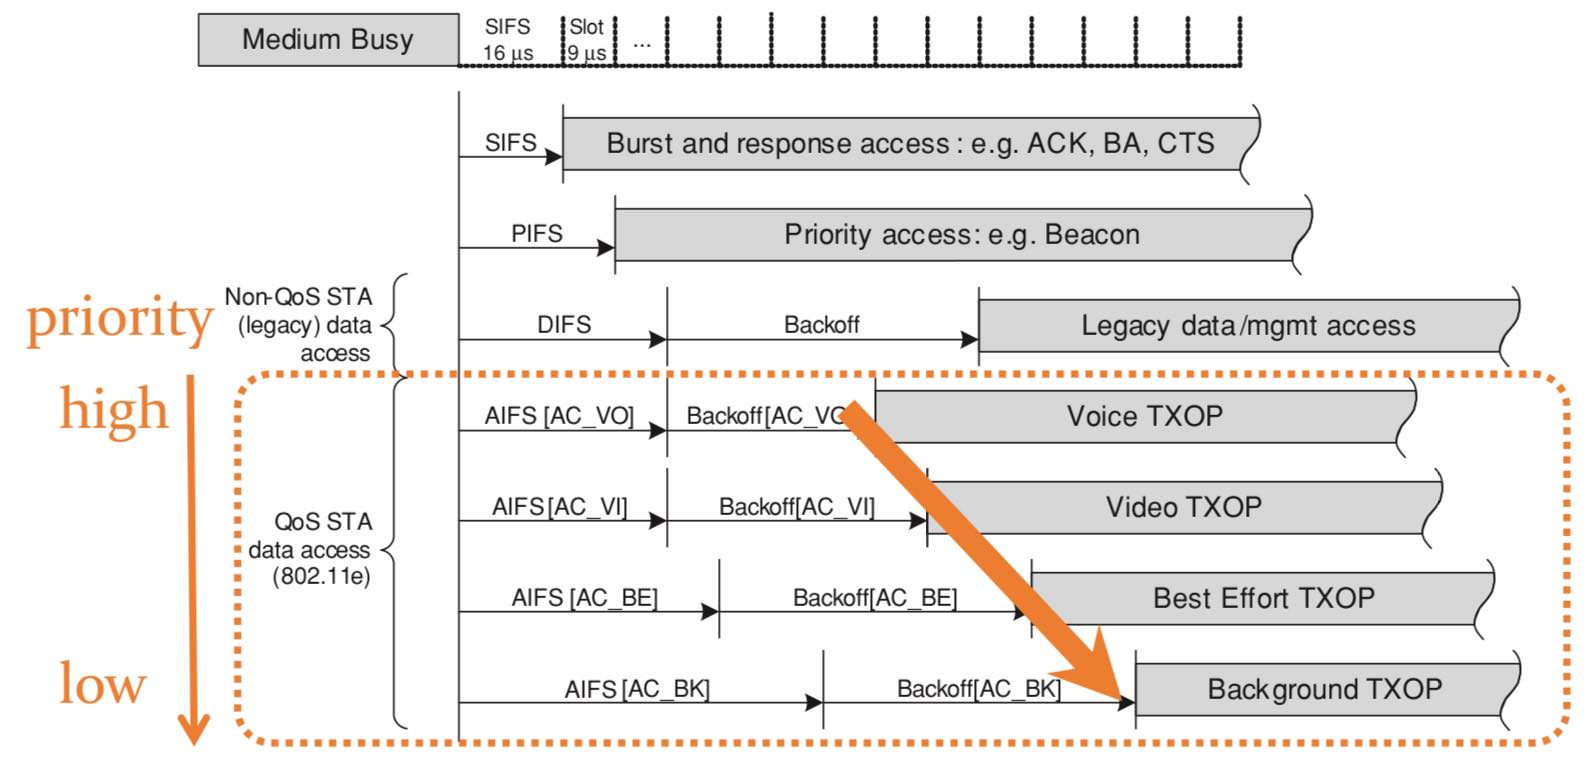 Medium Busy
SIFS
16 μs
Slot
9 μs
...
SIFS
Burst and response access : e.g. ACK, BA, CTS
PIFS
Priority access: e.g. Beacon
priority
Non-QoS STA
(legacy) data
access
DIFS
Backoff
Legacy data/mgmt access
high
AIFS [AC_VO]
Backoff[AC_VO
Voice TXOP
AIFS[AC_VI]
Backoff[AC_VI]
Video TXOP
QoS STA
data access
(802.11e)
AIFS [AC_BE]
Backoff[AC_BE]
Best Effort TXOP
low
AIFS [AC_BK]
Backoff[AC_BK]
Background TXOP